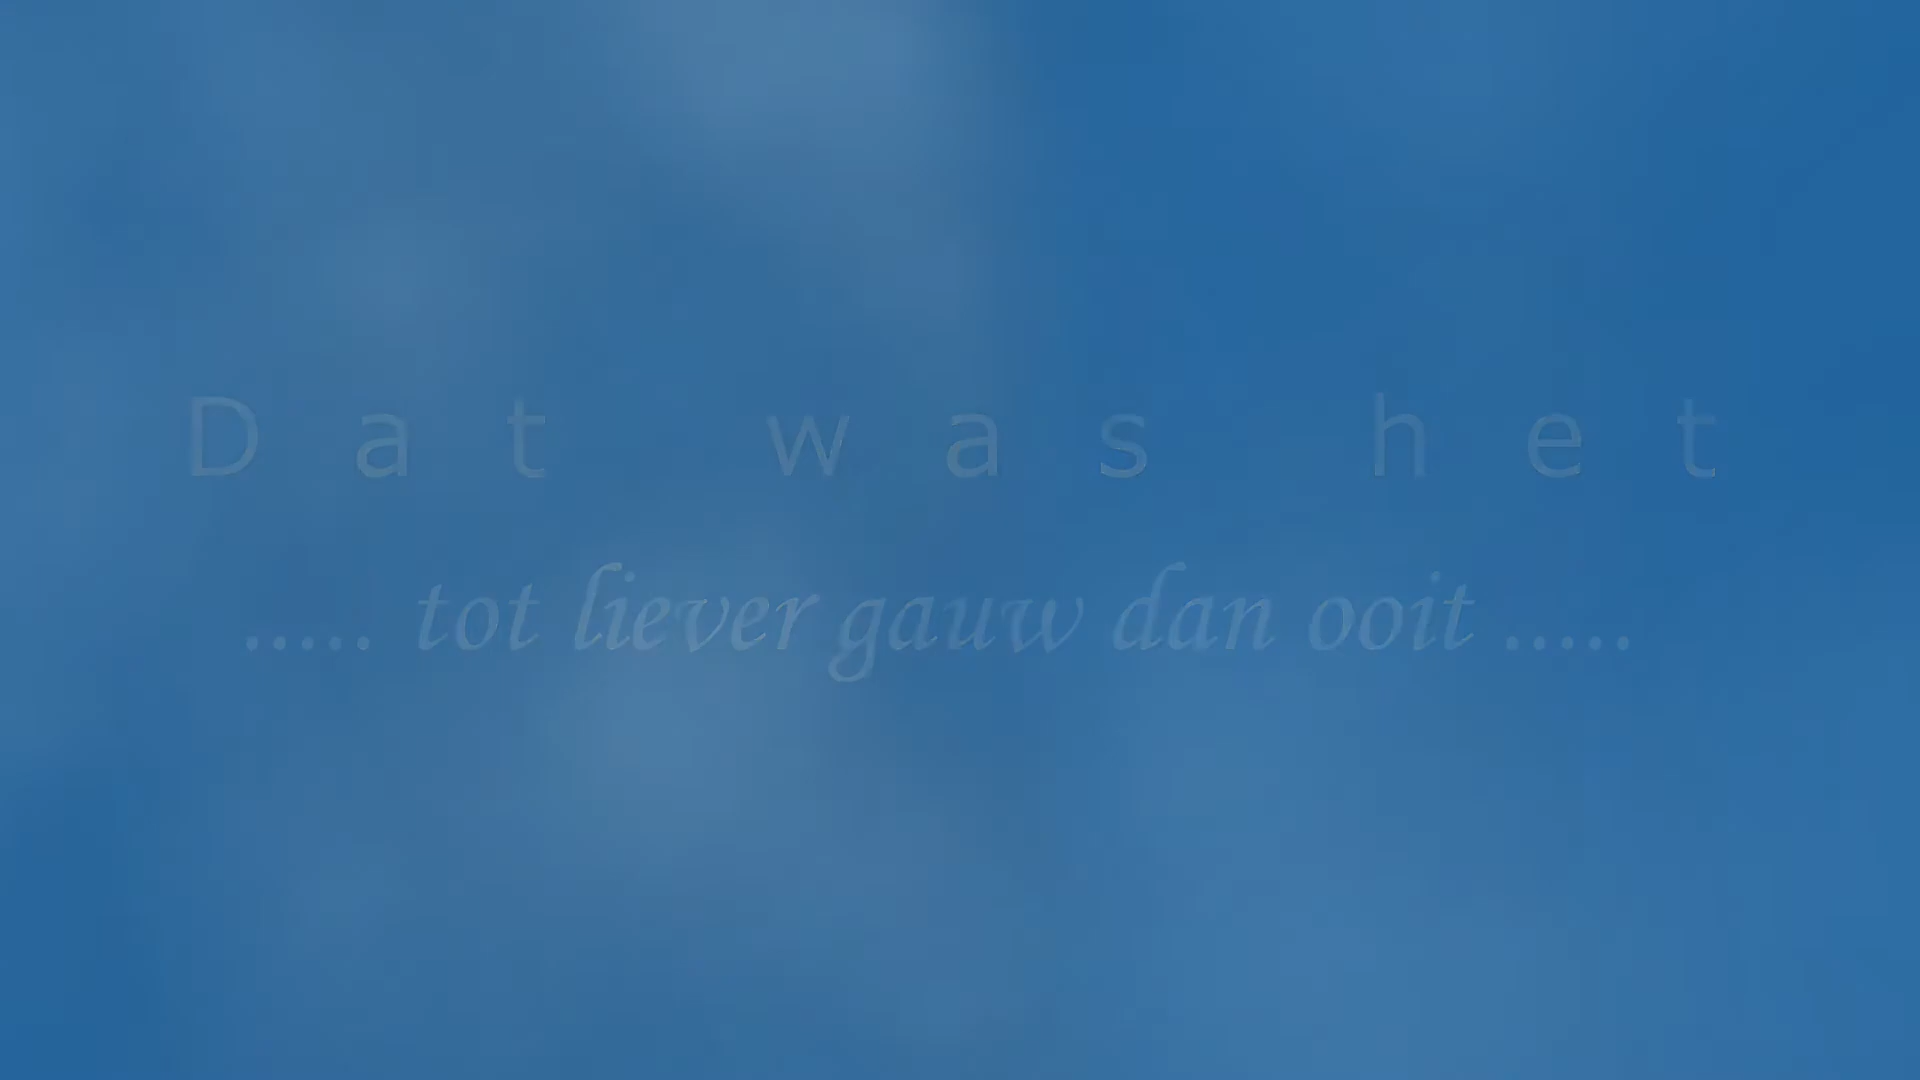 Dat was het
..... tot liever gauw dan ooit .....